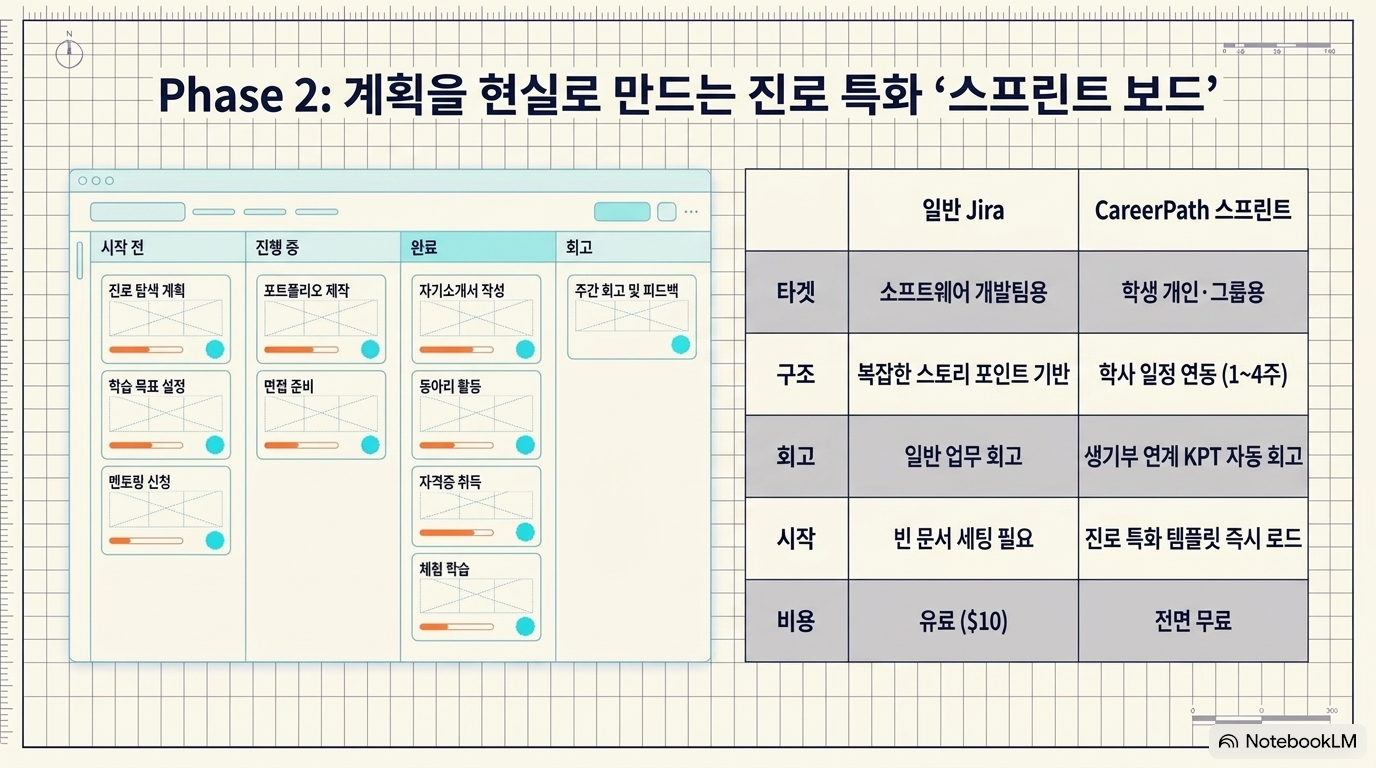 N
0 40 20 100
Phase 2: 계획을 현실로 만드는 진로 특화 ‘스프린트 보드’
시작 전
진행 중
완료
회고
진로 탐색 계획
포트폴리오 제작
자기소개서 작성
주간 회고 및 피드백
학습 목표 설정
면접 준비
동아리 활동
멘토링 신청
자격증 취득
체험 학습
일반 Jira
CareerPath 스프린트
타겟
소프트웨어 개발팀용
학생 개인·그룹용
구조
복잡한 스토리 포인트 기반
학사 일정 연동 (1~4주)
회고
일반 업무 회고
생기부 연계 KPT 자동 회고
시작
빈 문서 세팅 필요
진로 특화 템플릿 즉시 로드
비용
유료 ($10)
전면 무료
0 0 300
NotebookLM